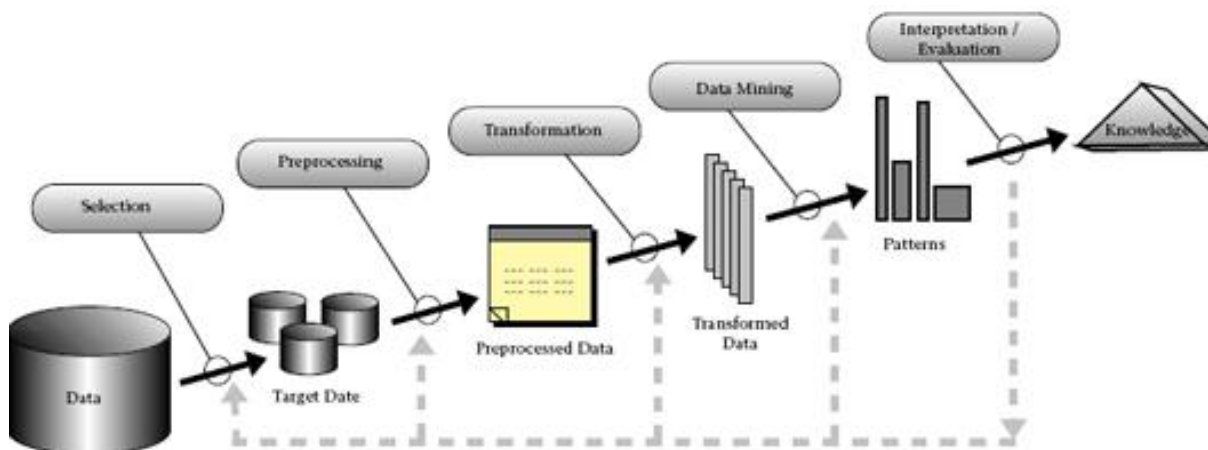 Interpretation /
Evaluation
Data Mining
Transformation
Preprocessing
Selection
Data
Target Date
Preprocessed Data
Transformed
Data
Patterns
Knowledge